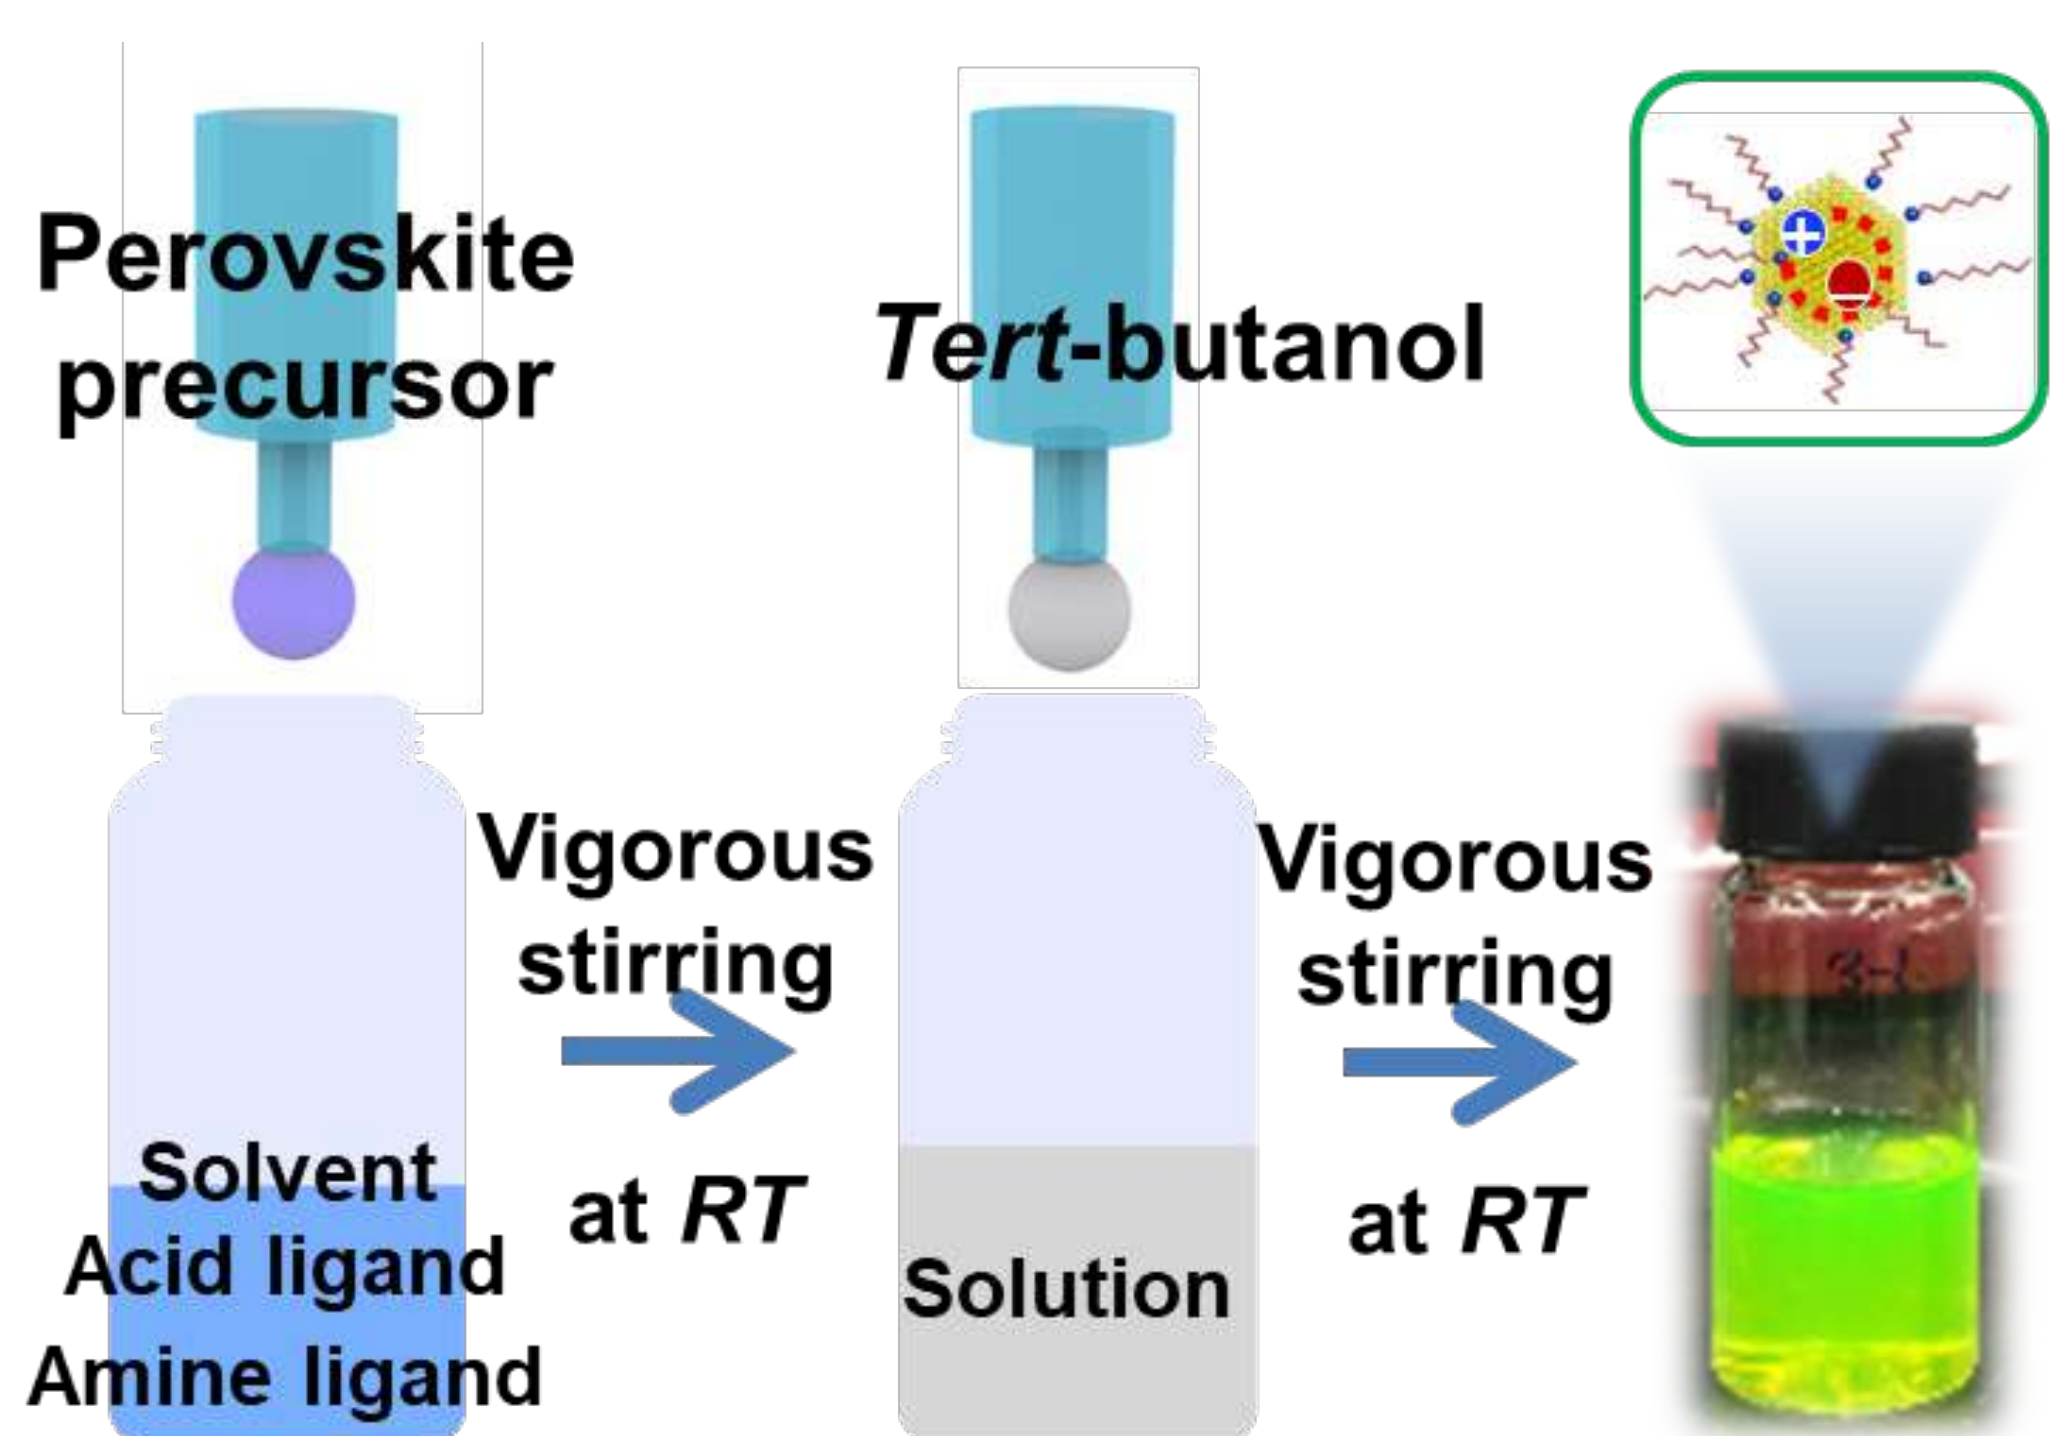 Perovskite
precursor
Tert-butanol
Vigorous
stirring
at RT
Vigorous
stirring
at RT
Solvent
Acid ligand
Amine ligand
Solution